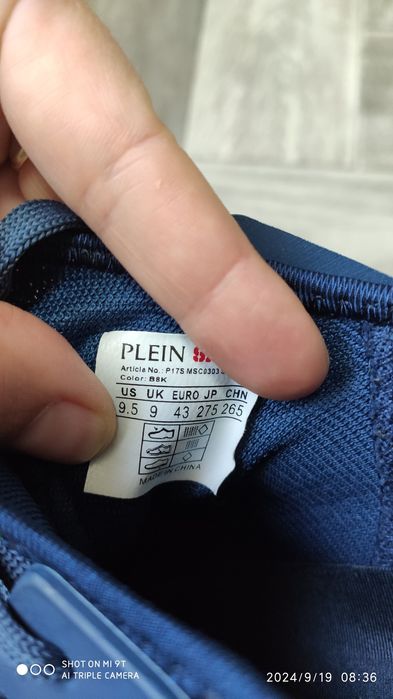 PLEIN
Article No.: P17S MSC0303
Color: B8K
US UK EURO JP CHN
9.5 9 43 275 265
MADE IN CHINA
SHOT ON MI 9T
AI TRIPLE CAMERA
2024/9/19 08:36